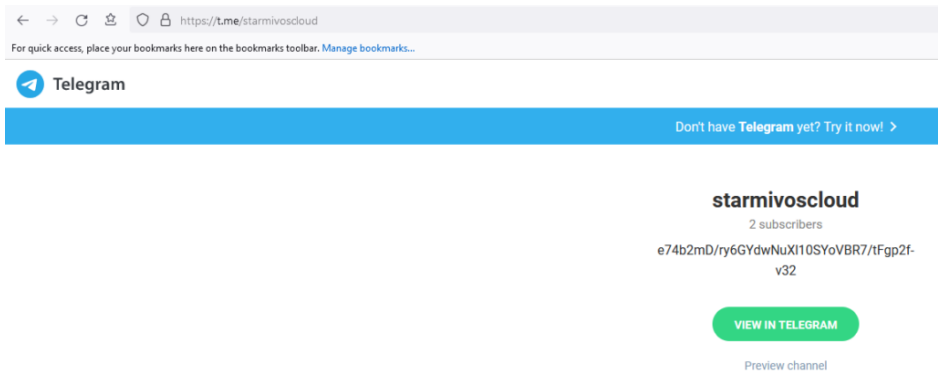 https://t.me/starmivoscloud
For quick access, place your bookmarks here on the bookmarks toolbar. Manage bookmarks...
Telegram
Don't have Telegram yet? Try it now!
starmivoscloud
2 subscribers
e74b2mD/ry6GYdwNuXI10SYoVBR7/tFgp2f-
v32
VIEW IN TELEGRAM
Preview channel